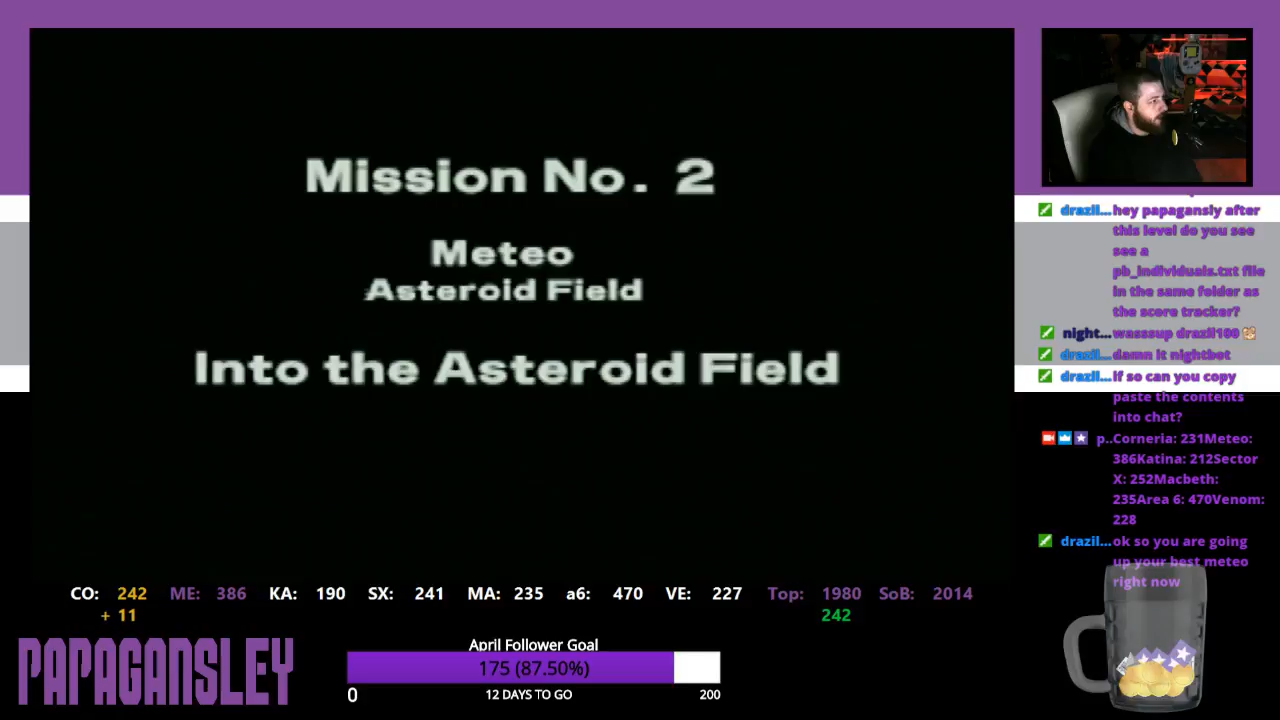 Mission No. 2
Meteo
Asteroid Field
Into the Asteroid Field
drazil...hey papagansly after
this level do you see
see a
pb_individuals.txt file
in the same folder as
the score tracker?
night...wasssup drazil100
drazil...damn it nightbot
drazil...if so can you copy
paste the contents
into chat?
p..Corneria: 231Meteo:
386Katina: 212Sector
X: 252Macbeth:
235Area 6: 470Venom:
228
drazil...ok so you are going
up your best meteo
right now
CO: 242 ME: 386 KA: 190 SX: 241 MA: 235 a6: 470 VE: 227 Top: 1980 SoB: 2014
+ 11 242
PAPAGANSLEY
April Follower Goal
175 (87.50%)
0 12 DAYS TO GO 200